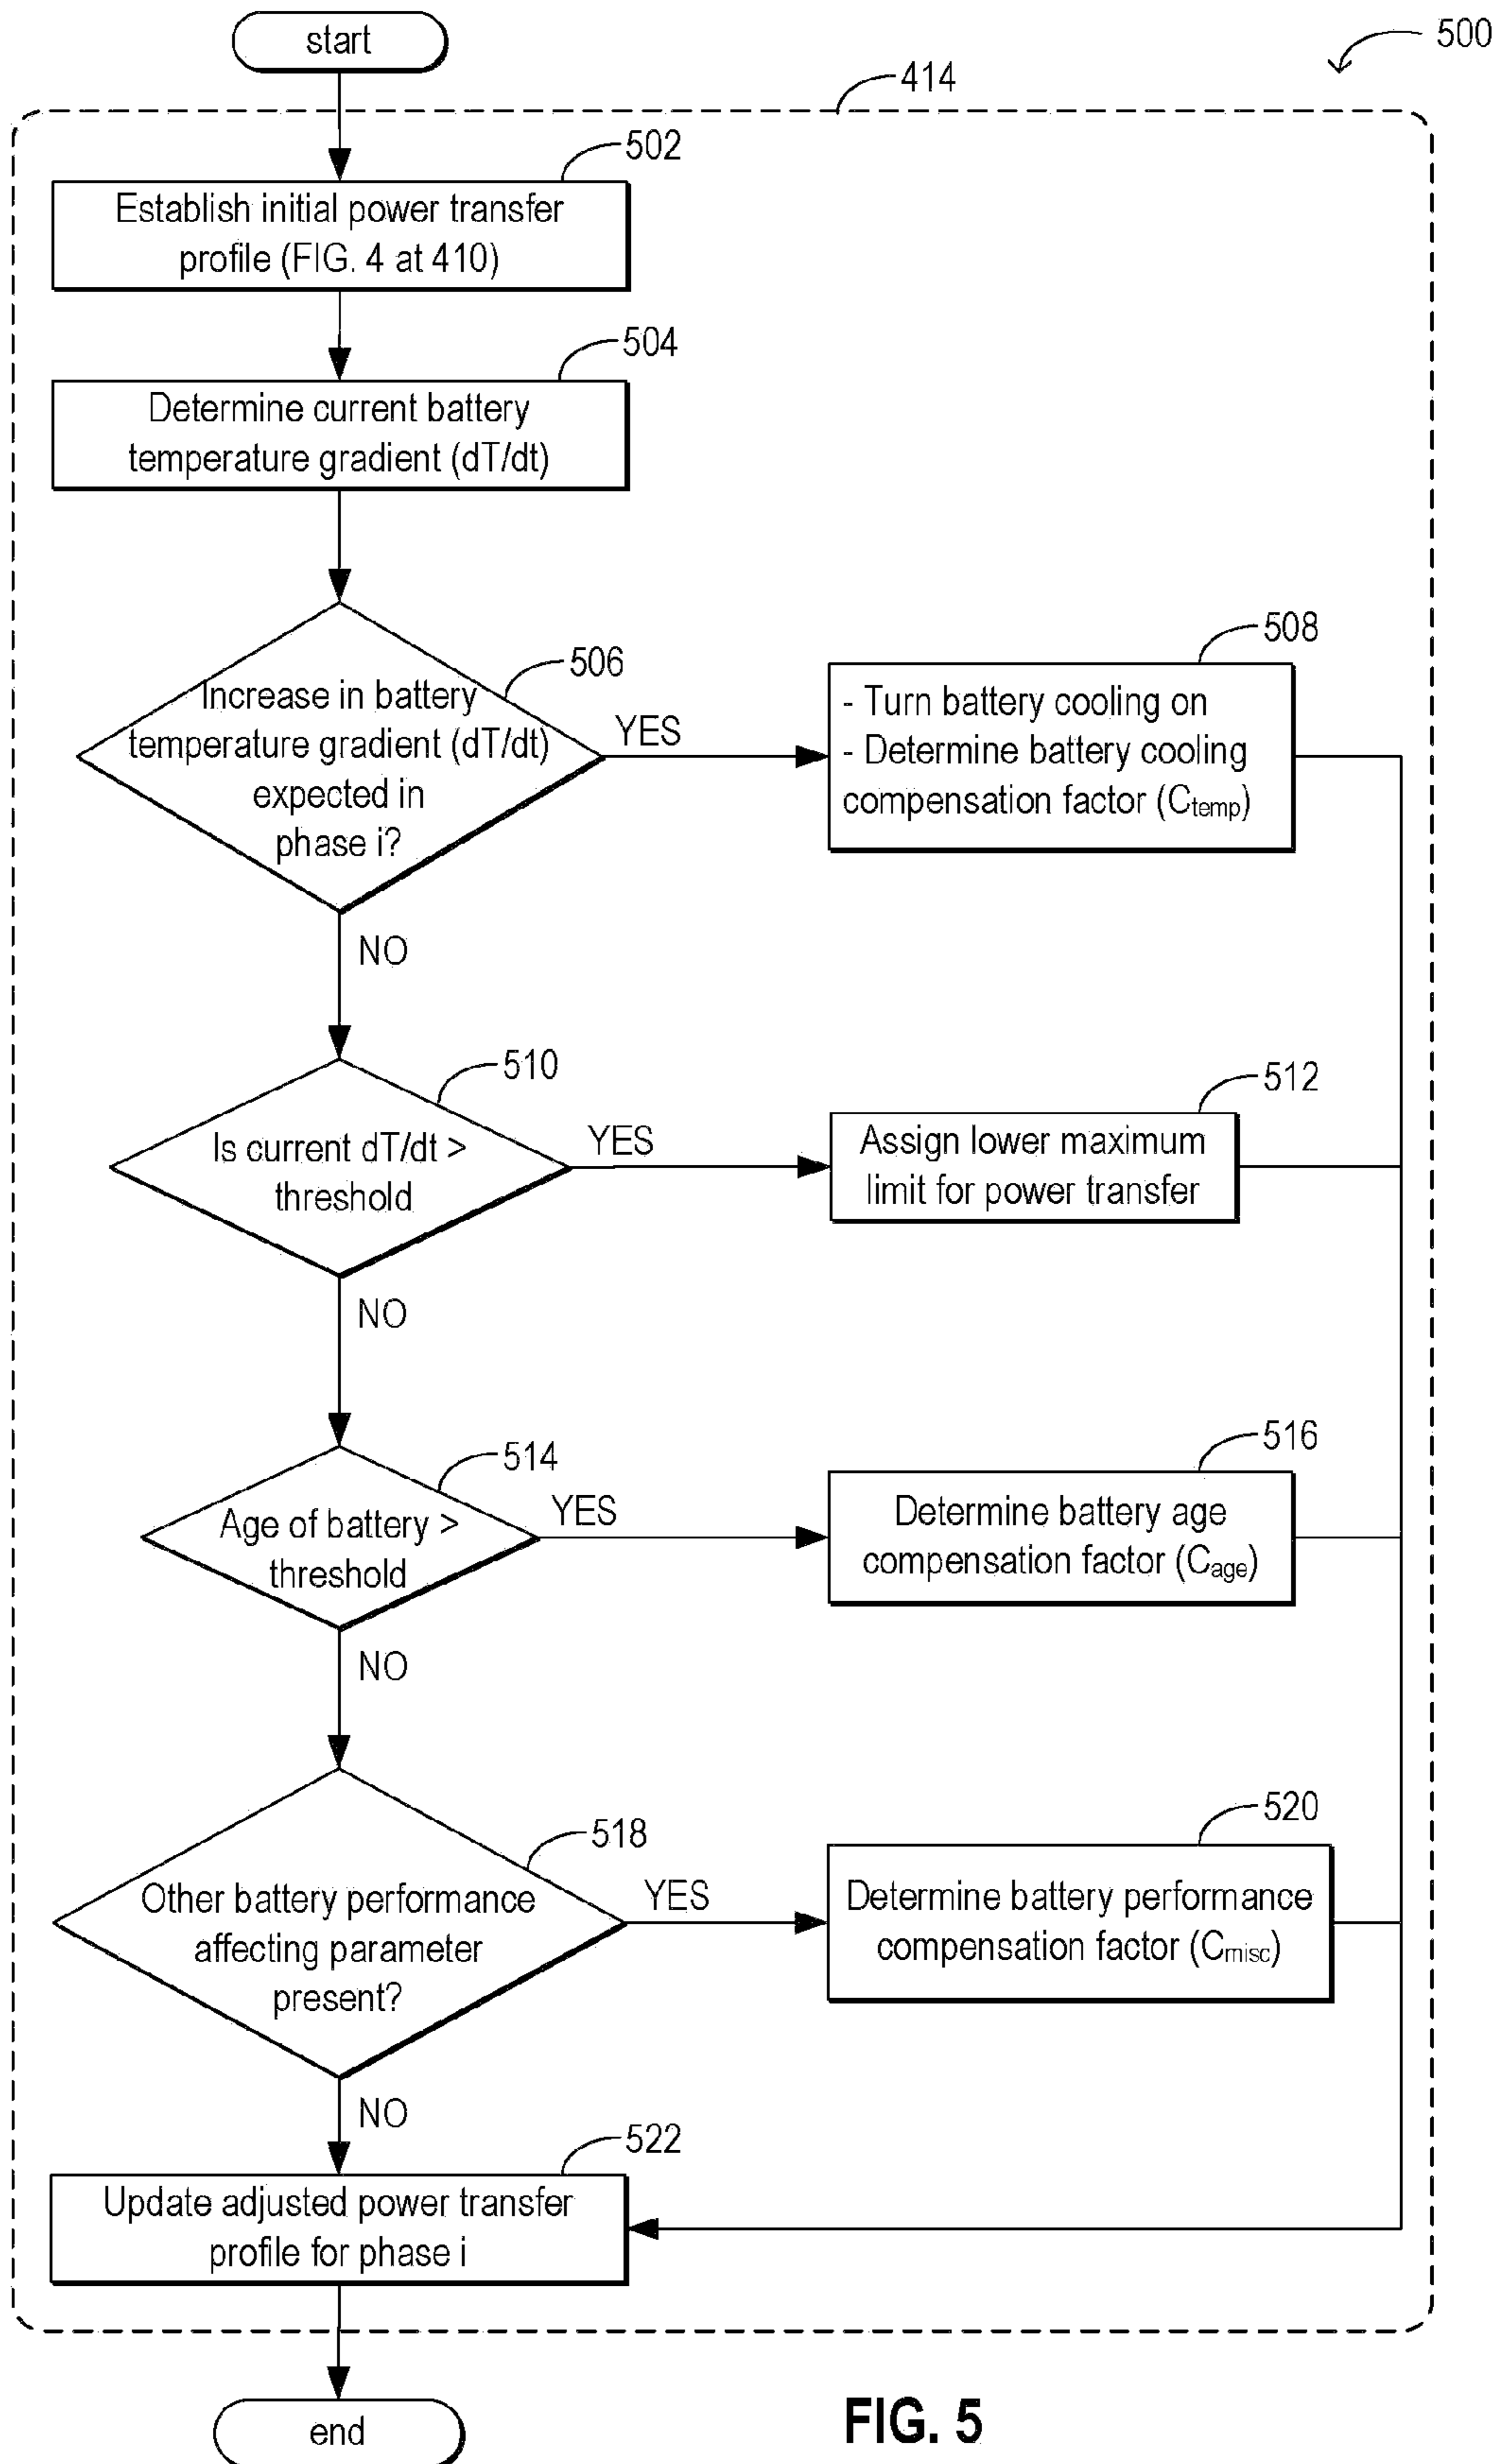 start
500
414
502
Establish initial power transfer
profile (FIG. 4 at 410)
504
Determine current battery
temperature gradient (dT/dt)
506
Increase in battery
temperature gradient (dT/dt)
expected in
phase i?
YES
508
- Turn battery cooling on
- Determine battery cooling
compensation factor (Ctemp)
NO
510
Is current dT/dt >
threshold
YES
512
Assign lower maximum
limit for power transfer
NO
514
Age of battery >
threshold
YES
516
Determine battery age
compensation factor (Cage)
NO
518
Other battery performance
affecting parameter
present?
YES
520
Determine battery performance
compensation factor (Cmisc)
NO
522
Update adjusted power transfer
profile for phase i
end
FIG. 5